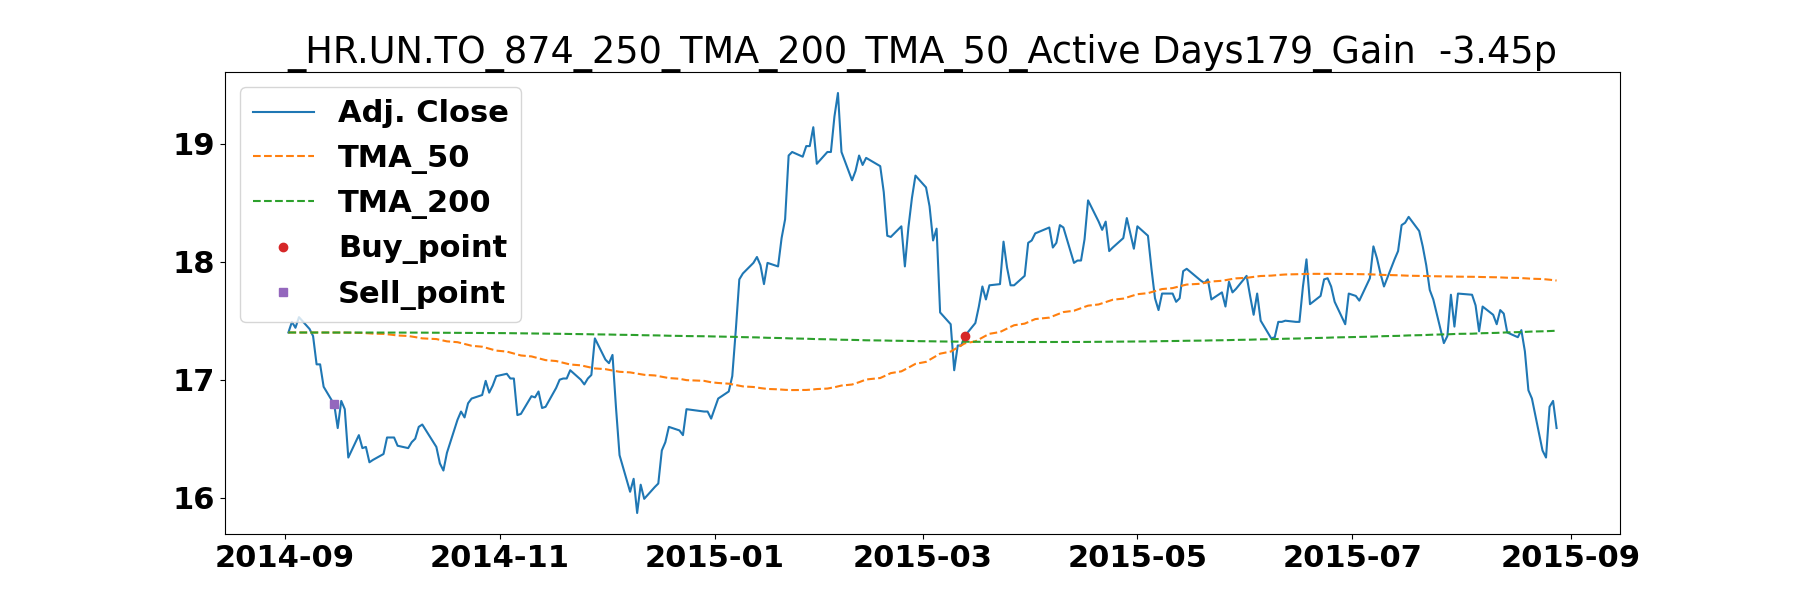 _HR.UN.TO_874_250_TMA_200_TMA_50_Active Days179_Gain  -3.45p
Adj. Close
TMA_50
TMA_200
Buy_point
Sell_point
19
18
17
16
2014-09 2014-11 2015-01 2015-03 2015-05 2015-07 2015-09